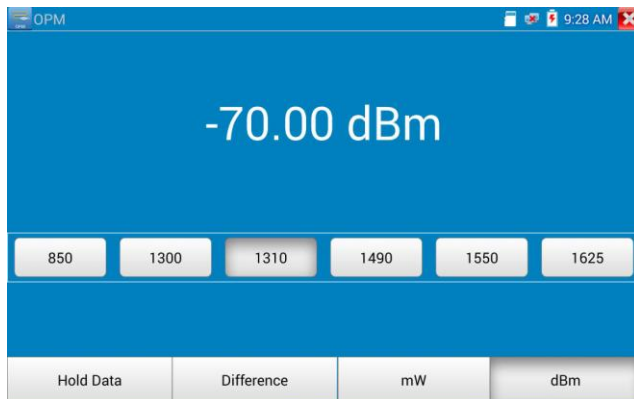 OPM
9:28 AM
-70.00 dBm
850 1300 1310 1490 1550 1625
Hold Data Difference mW dBm